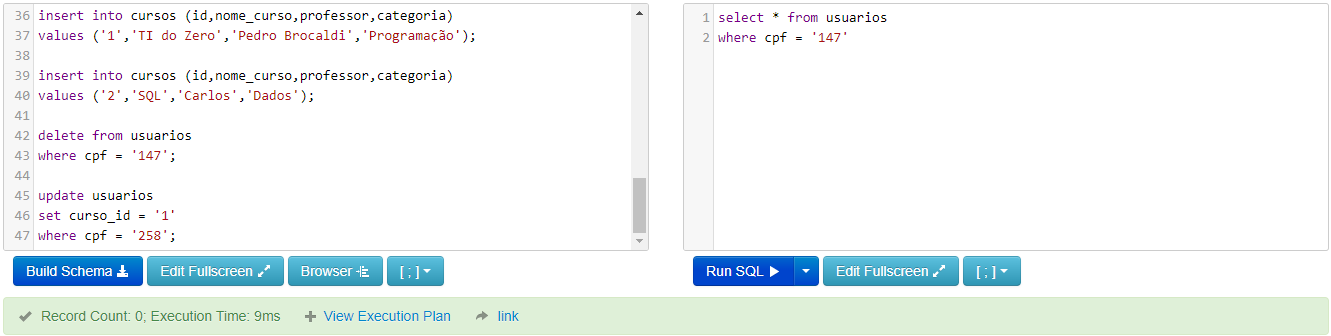 36 insert into cursos (id,nome_curso,professor,categoria)
37 values ('1','TI do Zero','Pedro Brocaldi','Programação');
38
39 insert into cursos (id,nome_curso,professor,categoria)
40 values ('2','SQL','Carlos','Dados');
41
42 delete from usuarios
43 where cpf = '147';
44
45 update usuarios
46 set curso_id = '1'
47 where cpf = '258';
Build Schema Edit Fullscreen Browser [ ; ]
1 select * from usuarios
2 where cpf = '147'
Run SQL Edit Fullscreen [ ; ]
Record Count: 0; Execution Time: 9ms View Execution Plan link